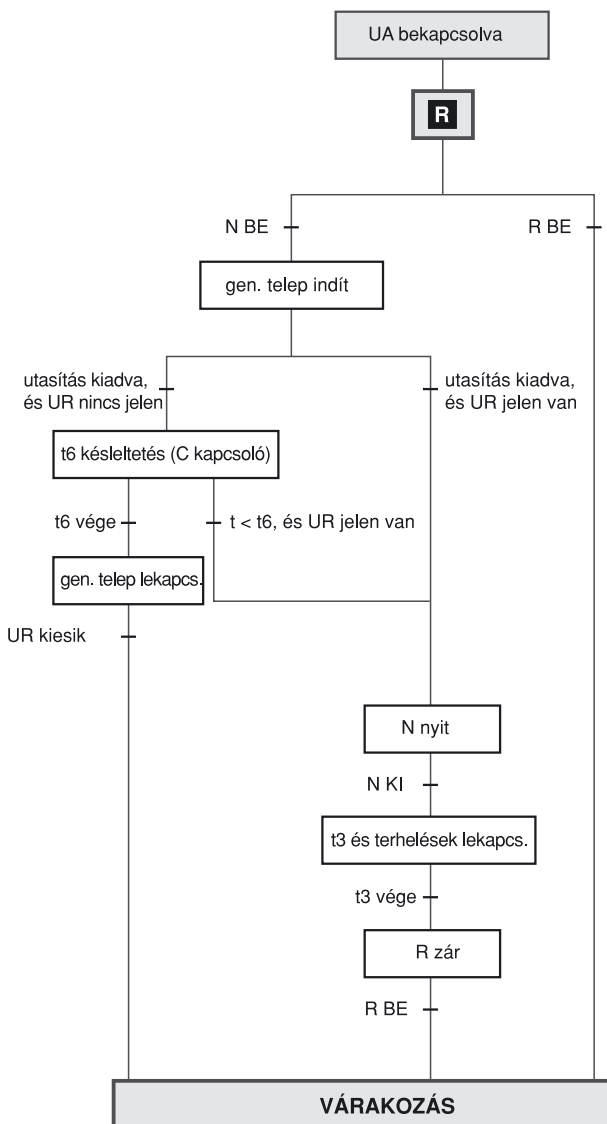 UA bekapcsolva
R
N BE
R BE
gen. telep indít
utasítás kiadva,
és UR nincs jelen
utasítás kiadva,
és UR jelen van
t6 késleltetés (C kapcsoló)
t6 vége
t < t6, és UR jelen van
gen. telep lekapcs.
UR kiesik
N nyit
N KI
t3 és terhelések lekapcs.
t3 vége
R zár
R BE
VÁRAKOZÁS